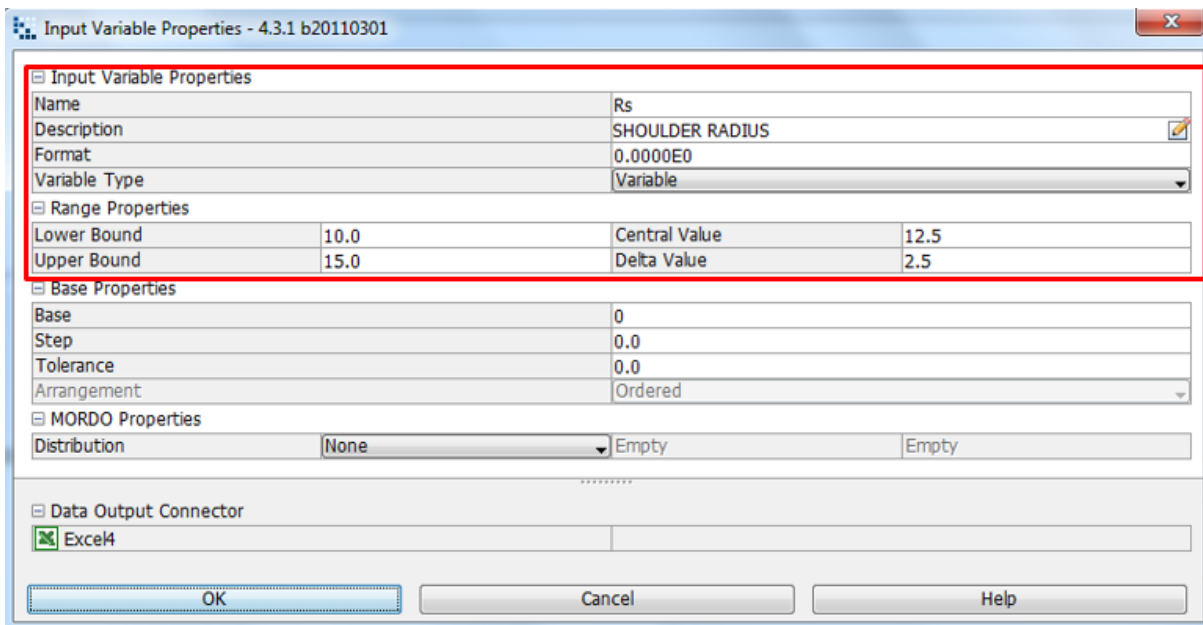 Input Variable Properties - 4.3.1 b20110301
Input Variable Properties
Name Rs
Description SHOULDER RADIUS
Format 0.0000E0
Variable Type Variable
Range Properties
Lower Bound 10.0 Central Value 12.5
Upper Bound 15.0 Delta Value 2.5
Base Properties
Base 0
Step 0.0
Tolerance 0.0
Arrangement Ordered
MORDO Properties
Distribution None Empty Empty
Data Output Connector
Excel4
OK Cancel Help